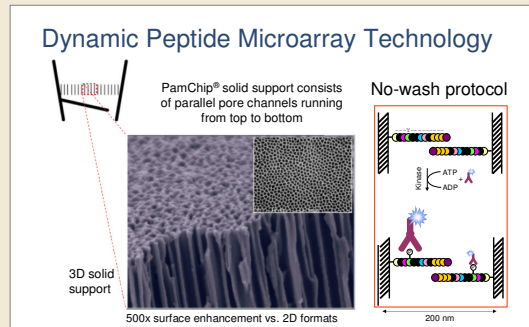 Dynamic Peptide Microarray Technology
PamChip® solid support consists
of parallel pore channels running
from top to bottom
No-wash protocol
Kinase
ATP
+
ADP
3D solid
support
500x surface enhancement vs. 2D formats
200 nm